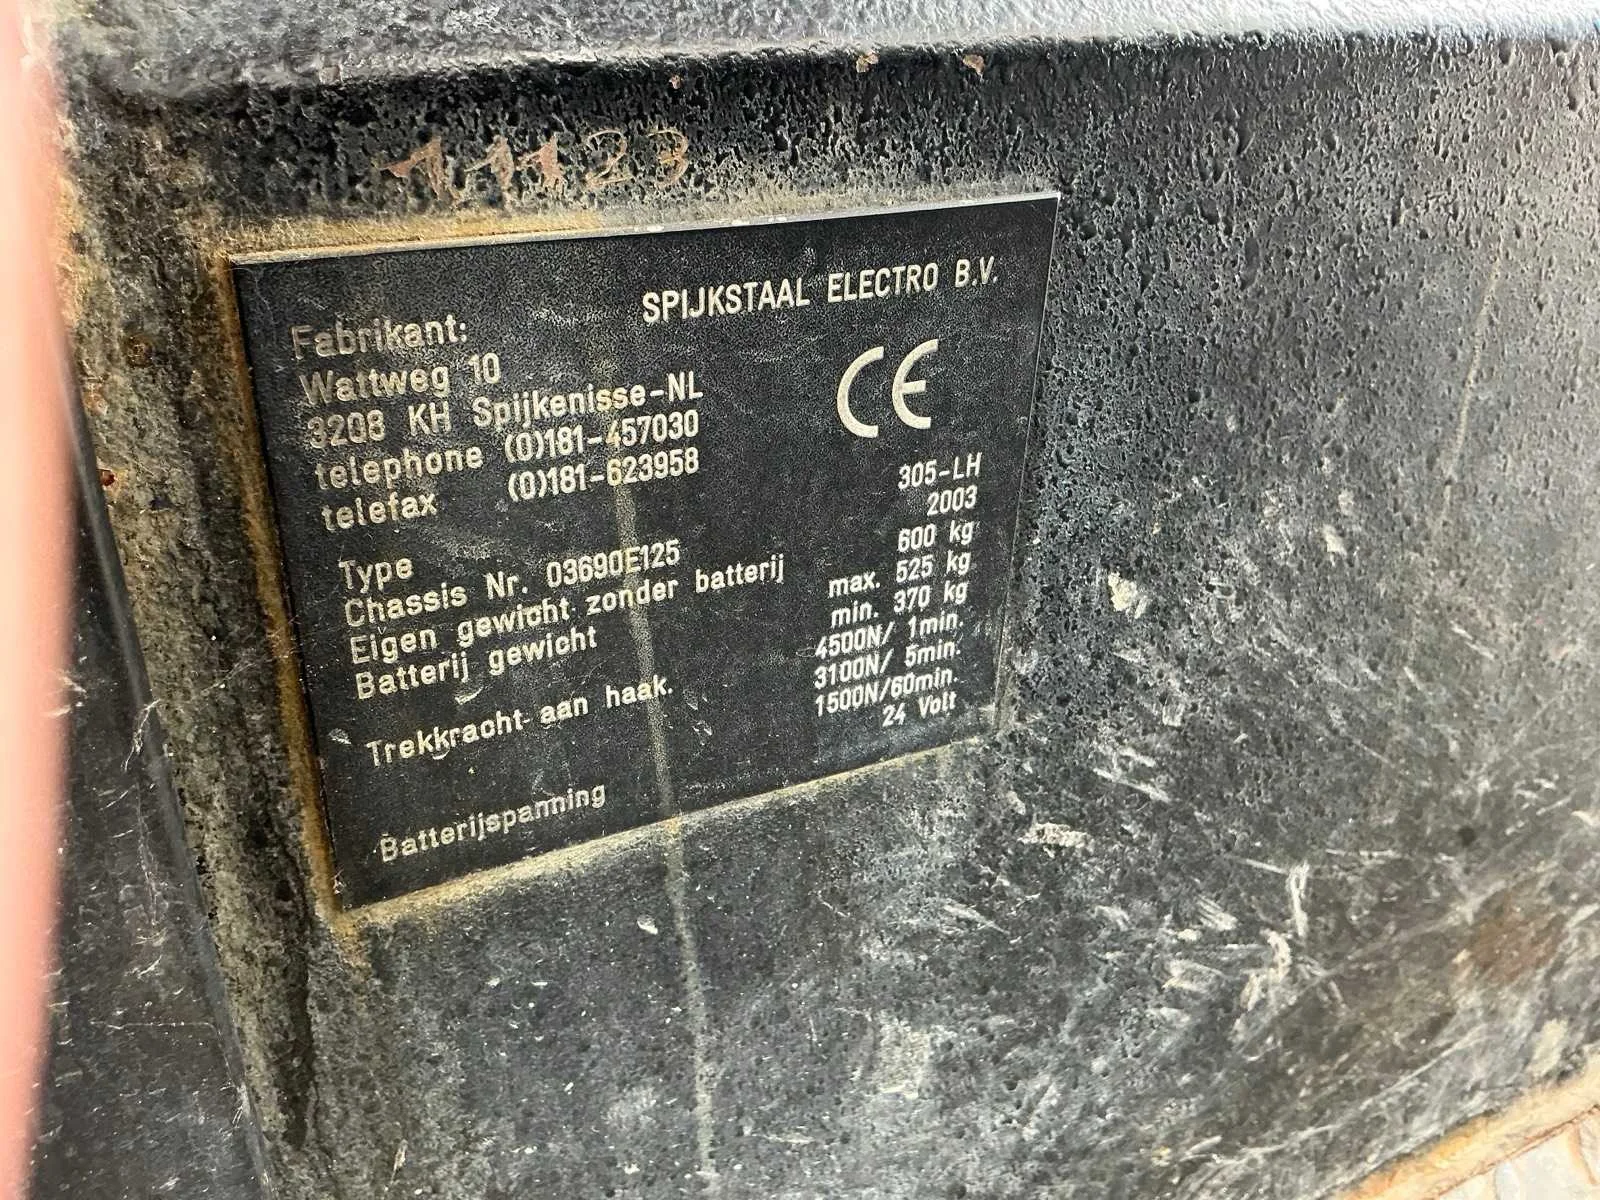 11123
SPIJKSTAAL ELECTRO B.V.
Fabrikant:
Wattweg 10
3208 KH Spijkenisse-NL
telephone (0)181-457030
telefax (0)181-623958
CE
Type 305-LH
Chassis Nr. 03690E125 2003
Eigen gewicht zonder batterij 600 kg
Batterij gewicht max. 525 kg
min. 370 kg
Trekkracht aan haak. 4500N/ 1min.
3100N/ 5min.
1500N/60min.
Batterijspanning 24 Volt